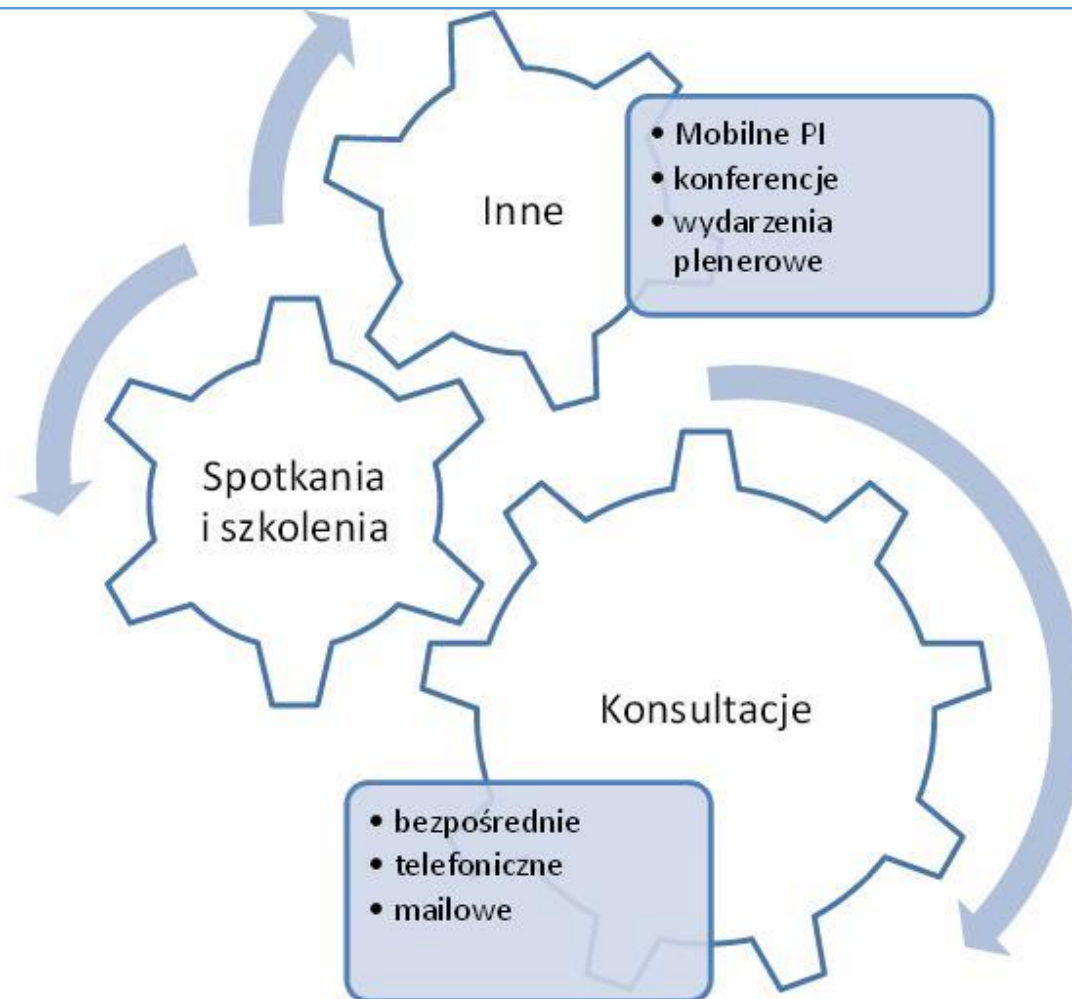 Inne
• Mobilne PI
• konferencje
• wydarzenia
plenerowe
Spotkania
i szkolenia
Konsultacje
• bezpośrednie
• telefoniczne
• mailowe